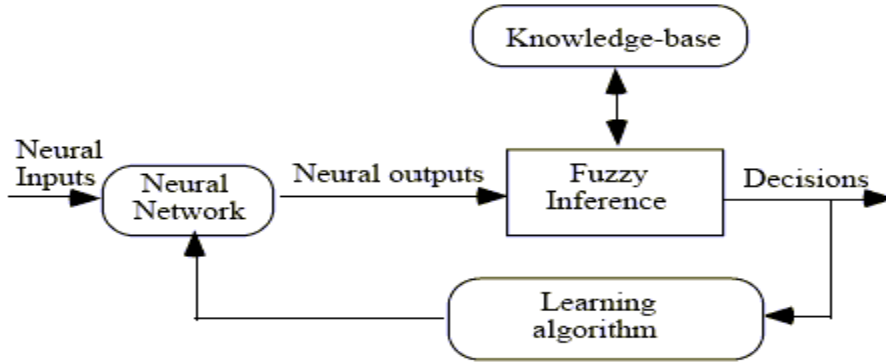 Knowledge-base
Neural
Inputs
Neural
Network
Neural outputs
Fuzzy
Inference
Decisions
Learning
algorithm